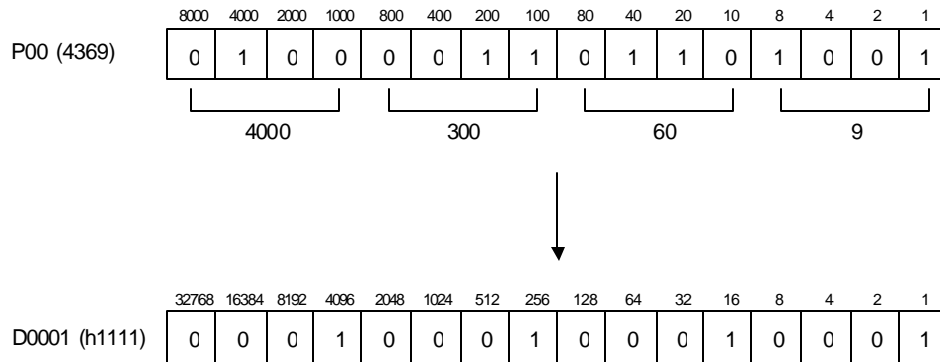 8000 4000 2000 1000 800 400 200 100 80 40 20 10 8 4 2 1
P00 (4369) 0 1 0 0 0 0 1 1 0 1 1 0 1 0 0 1
4000 300 60 9
32768 16384 8192 4096 2048 1024 512 256 128 64 32 16 8 4 2 1
D0001 (h1111) 0 0 0 1 0 0 0 1 0 0 0 1 0 0 0 1